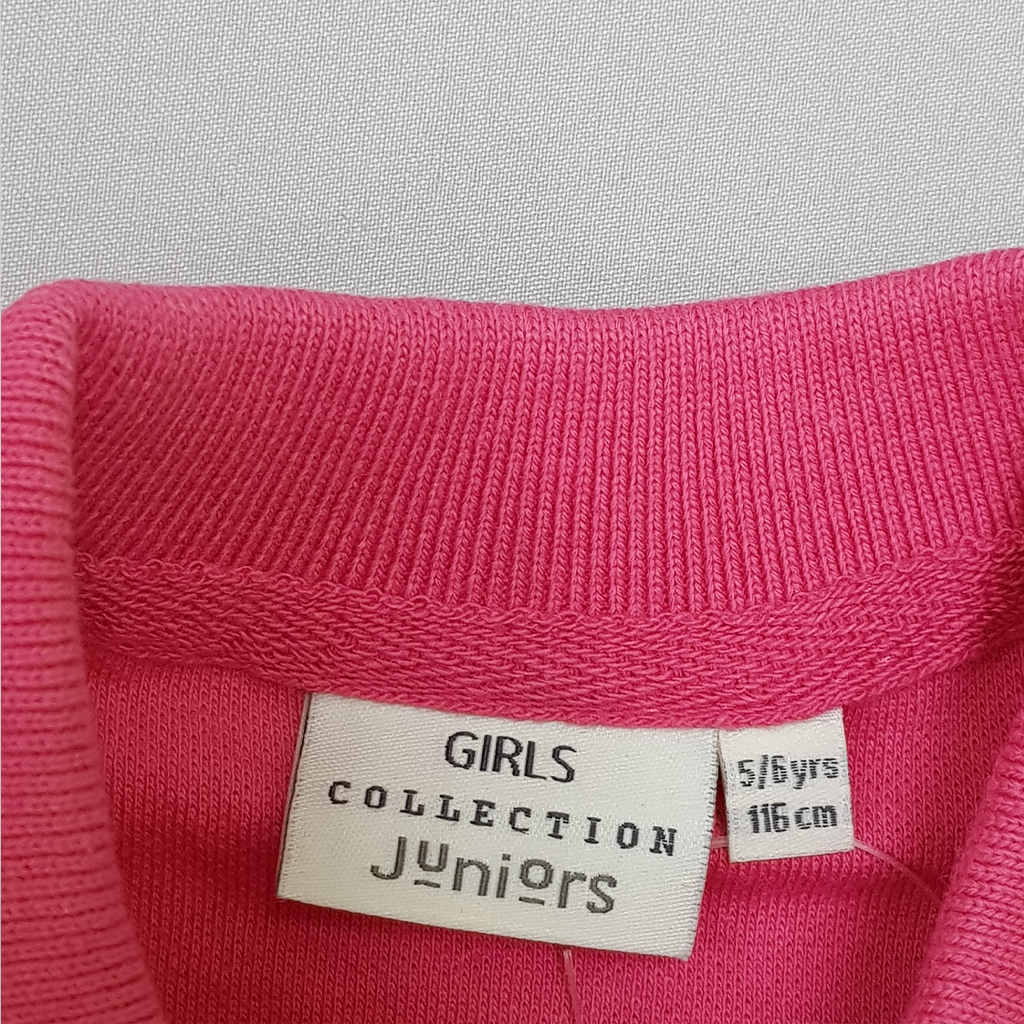 GIRLS
COLLECTION
Juniors
5/6yrs
116cm